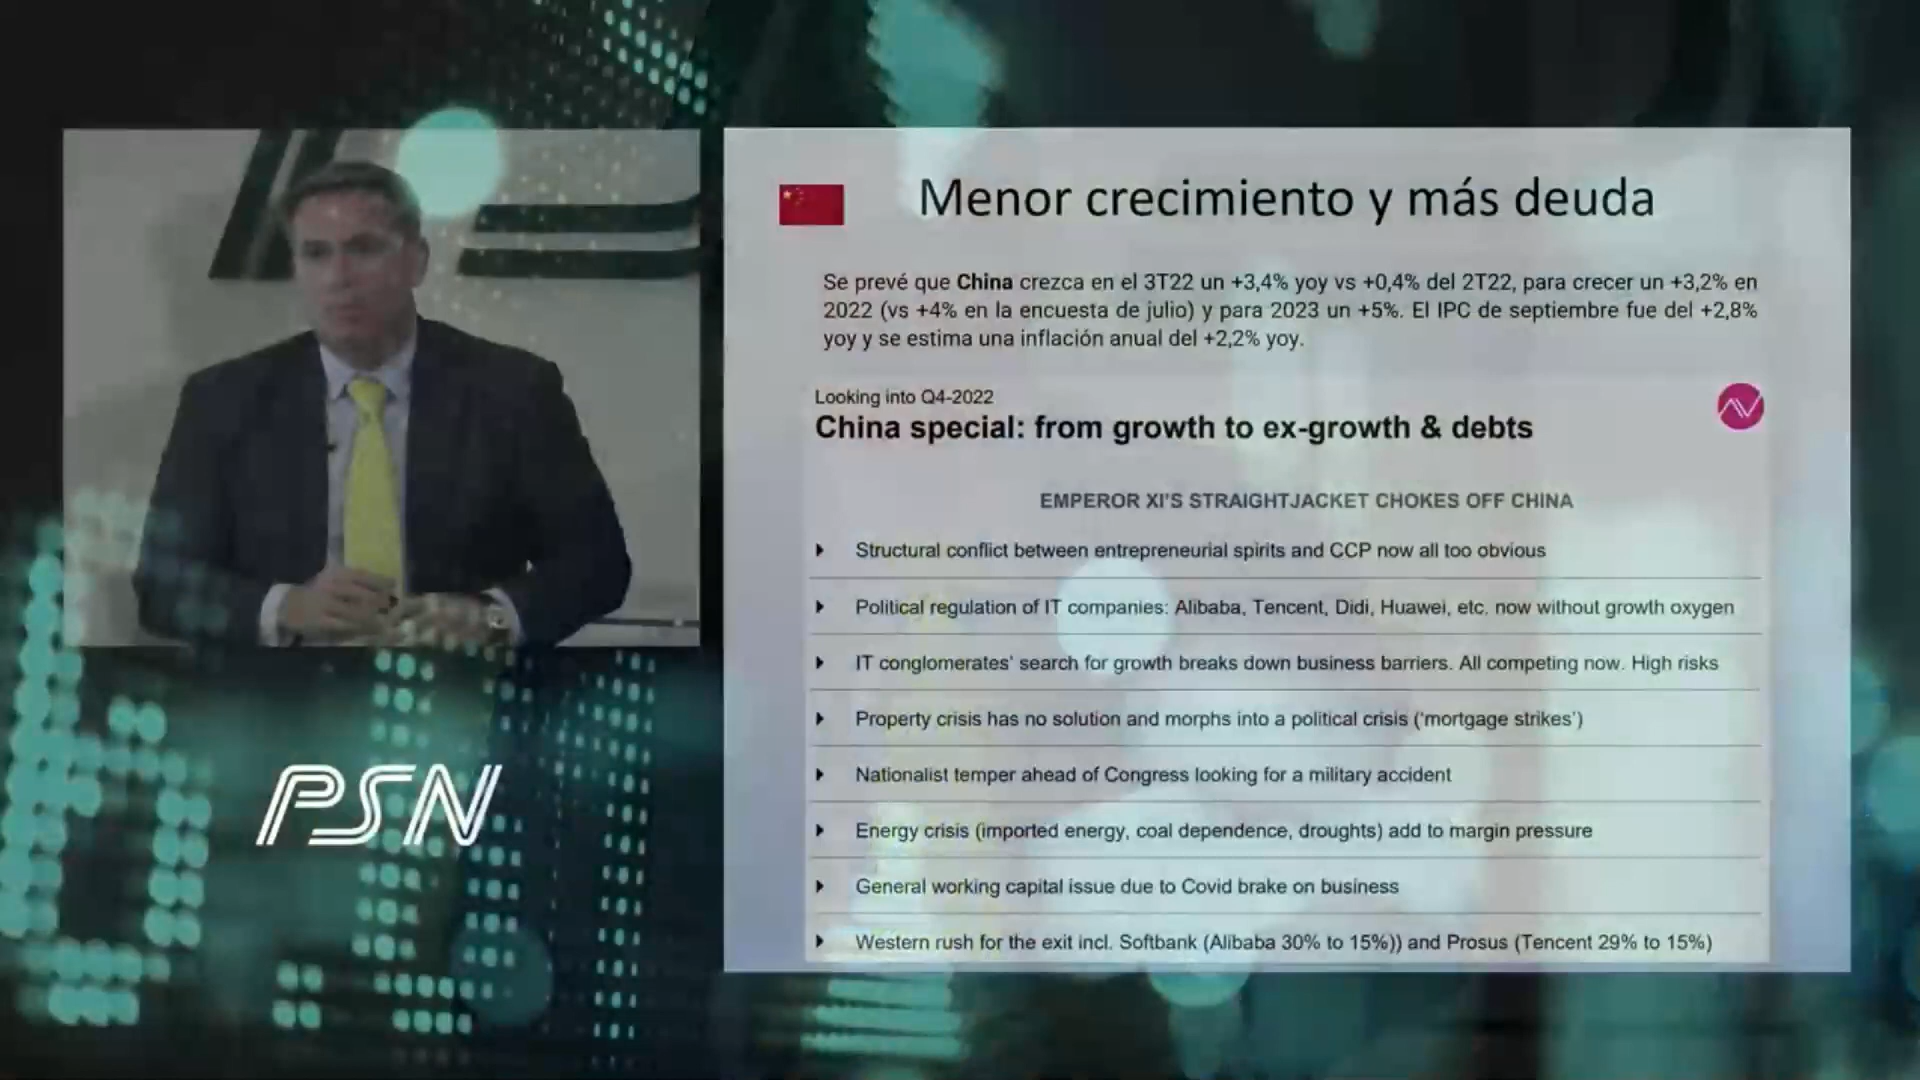 Menor crecimiento y más deuda
Se prevé que China crezca en el 3T22 un +3,4% yoy vs +0,4% del 2T22, para crecer un +3,2% en
2022 (vs +4% en la encuesta de julio) y para 2023 un +5%. El IPC de septiembre fue del +2,8%
yoy y se estima una inflación anual del +2,2% yoy.
Looking into Q4-2022
China special: from growth to ex-growth & debts
EMPEROR XI'S STRAIGHTJACKET CHOKES OFF CHINA
Structural conflict between entrepreneurial spirits and CCP now all too obvious
Political regulation of IT companies: Alibaba, Tencent, Didi, Huawei, etc. now without growth oxygen
IT conglomerates' search for growth breaks down business barriers. All competing now. High risks
Property crisis has no solution and morphs into a political crisis ('mortgage strikes')
Nationalist temper ahead of Congress looking for a military accident
Energy crisis (imported energy, coal dependence, droughts) add to margin pressure
General working capital issue due to Covid brake on business
Western rush for the exit incl. Softbank (Alibaba 30% to 15%)) and Prosus (Tencent 29% to 15%)
PSN